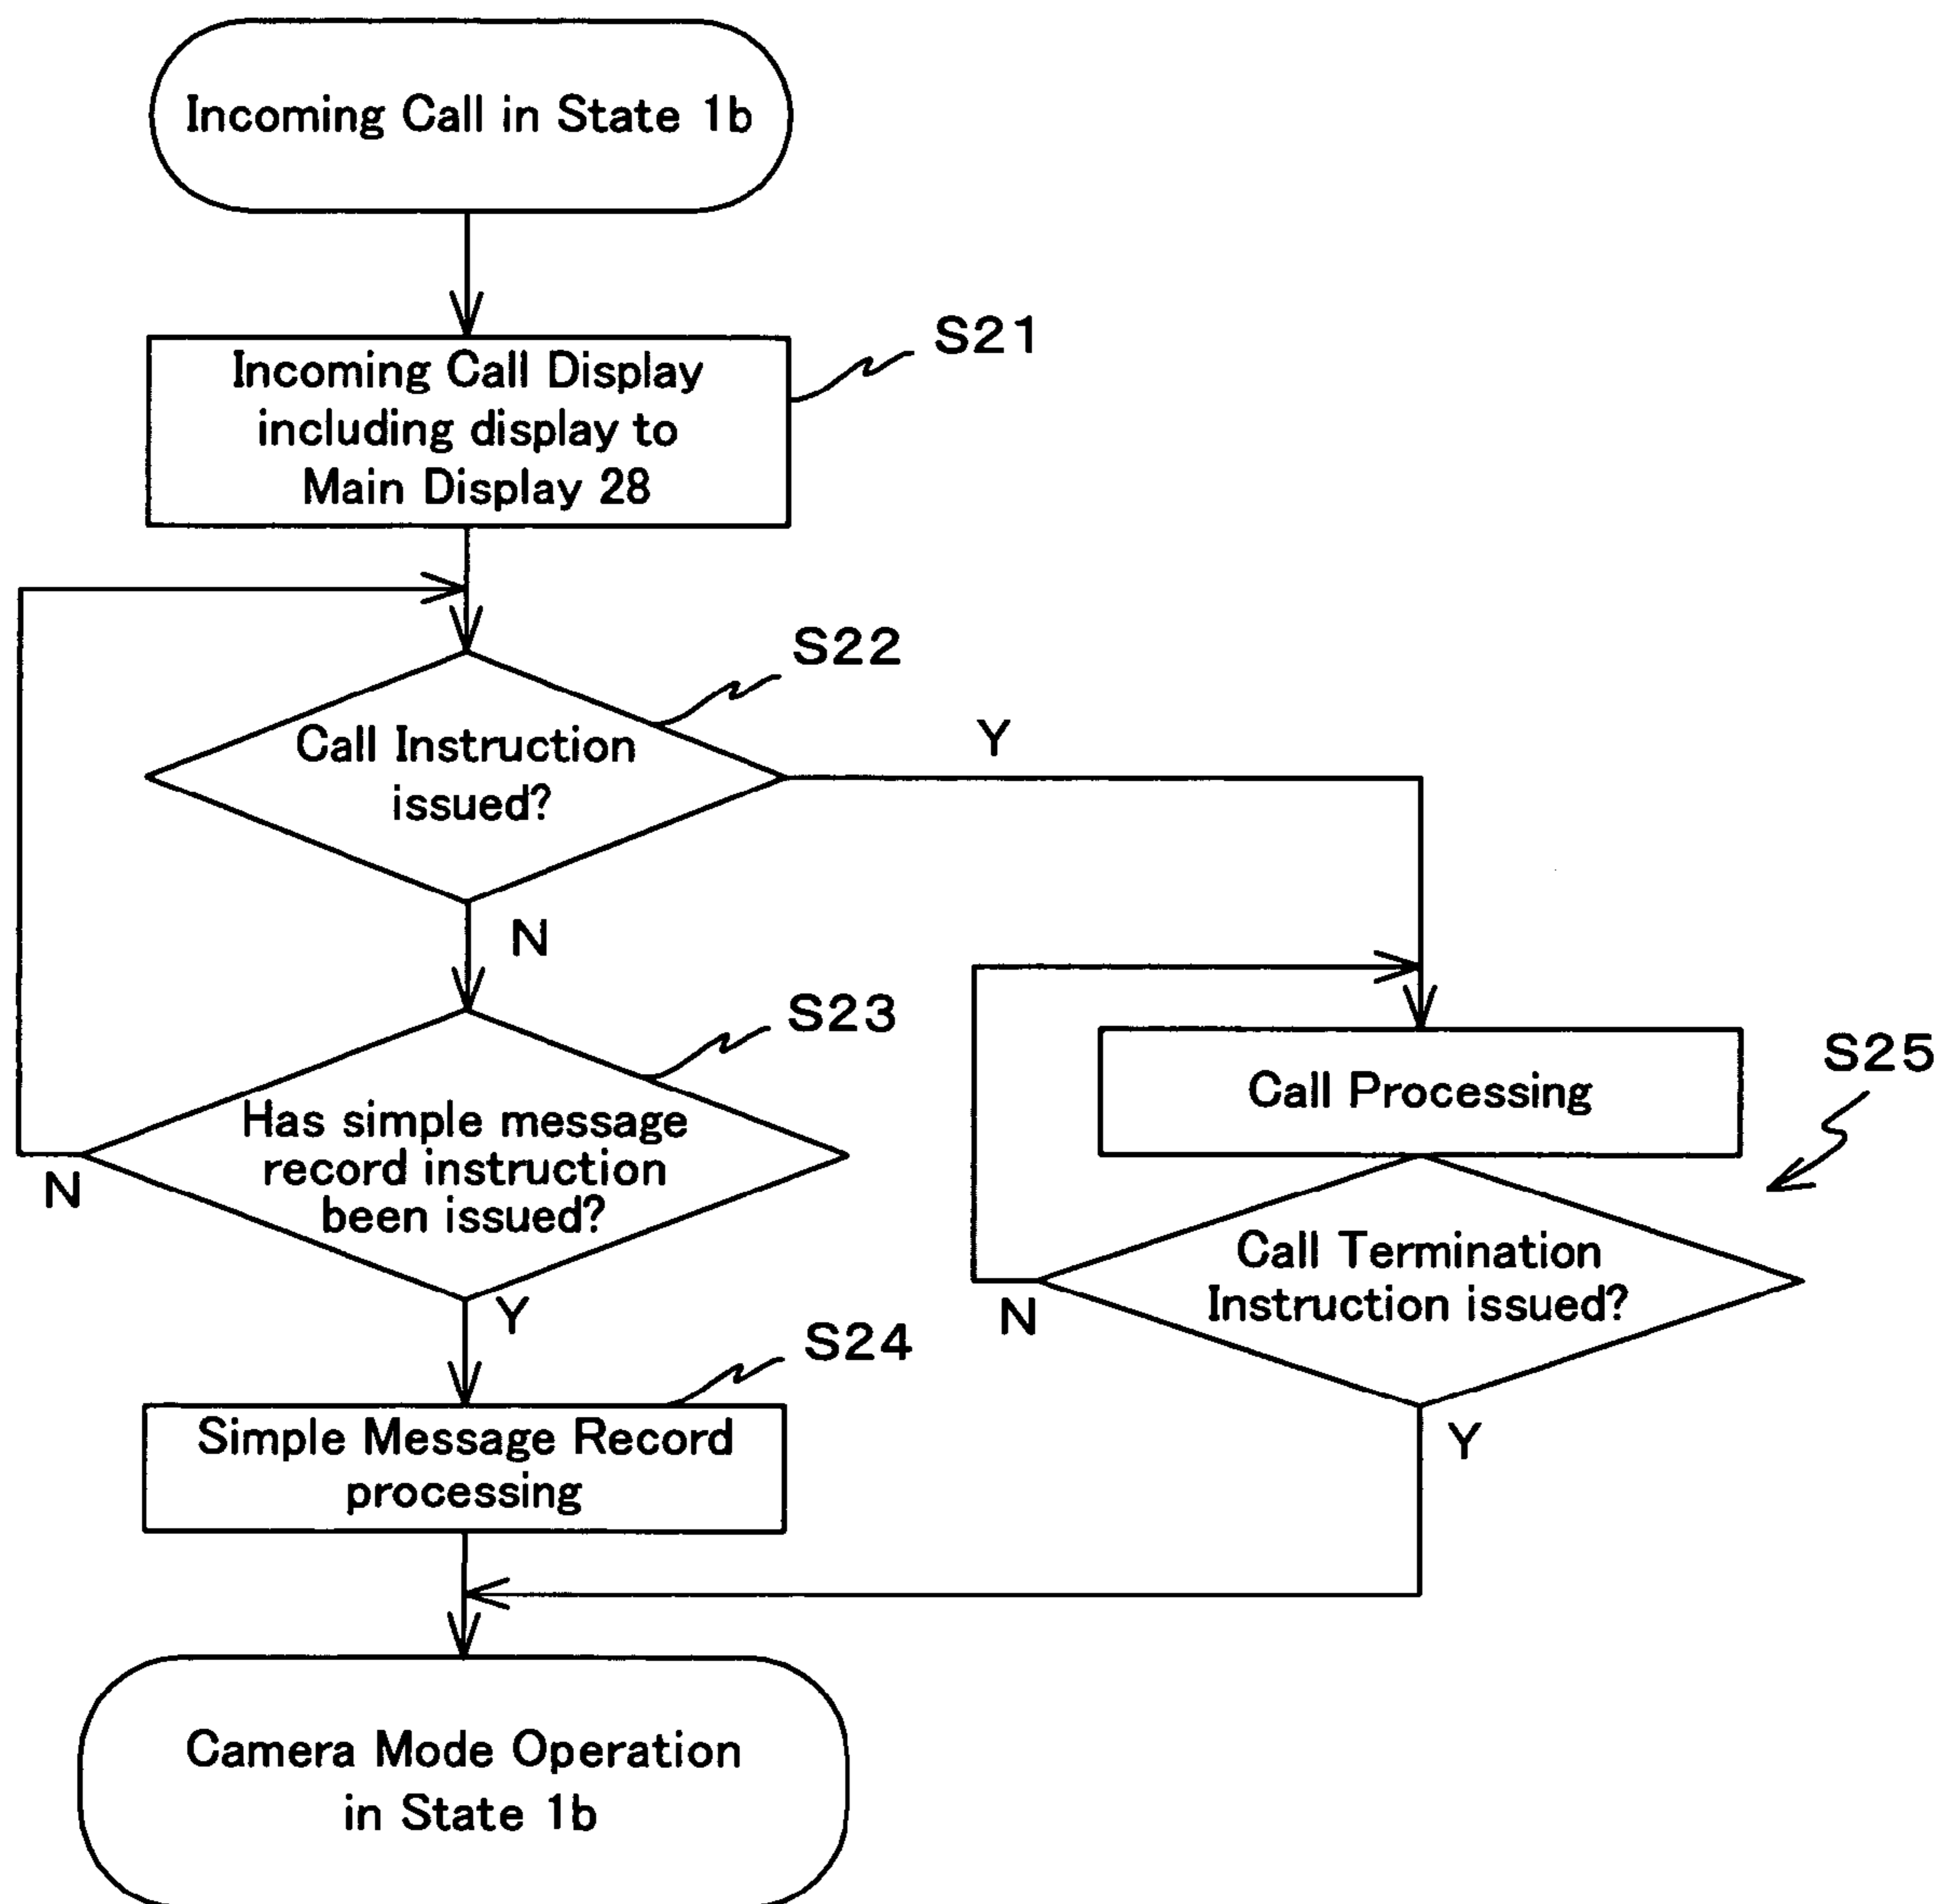 Incoming Call in State 1b
S21
Incoming Call Display
including display to
Main Display 28
S22
Call Instruction
issued?
Y
N
S23
Has simple message
record instruction
been issued?
N
Y
S25
Call Processing
Call Termination
Instruction issued?
N
Y
S24
Simple Message Record
processing
Camera Mode Operation
in State 1b